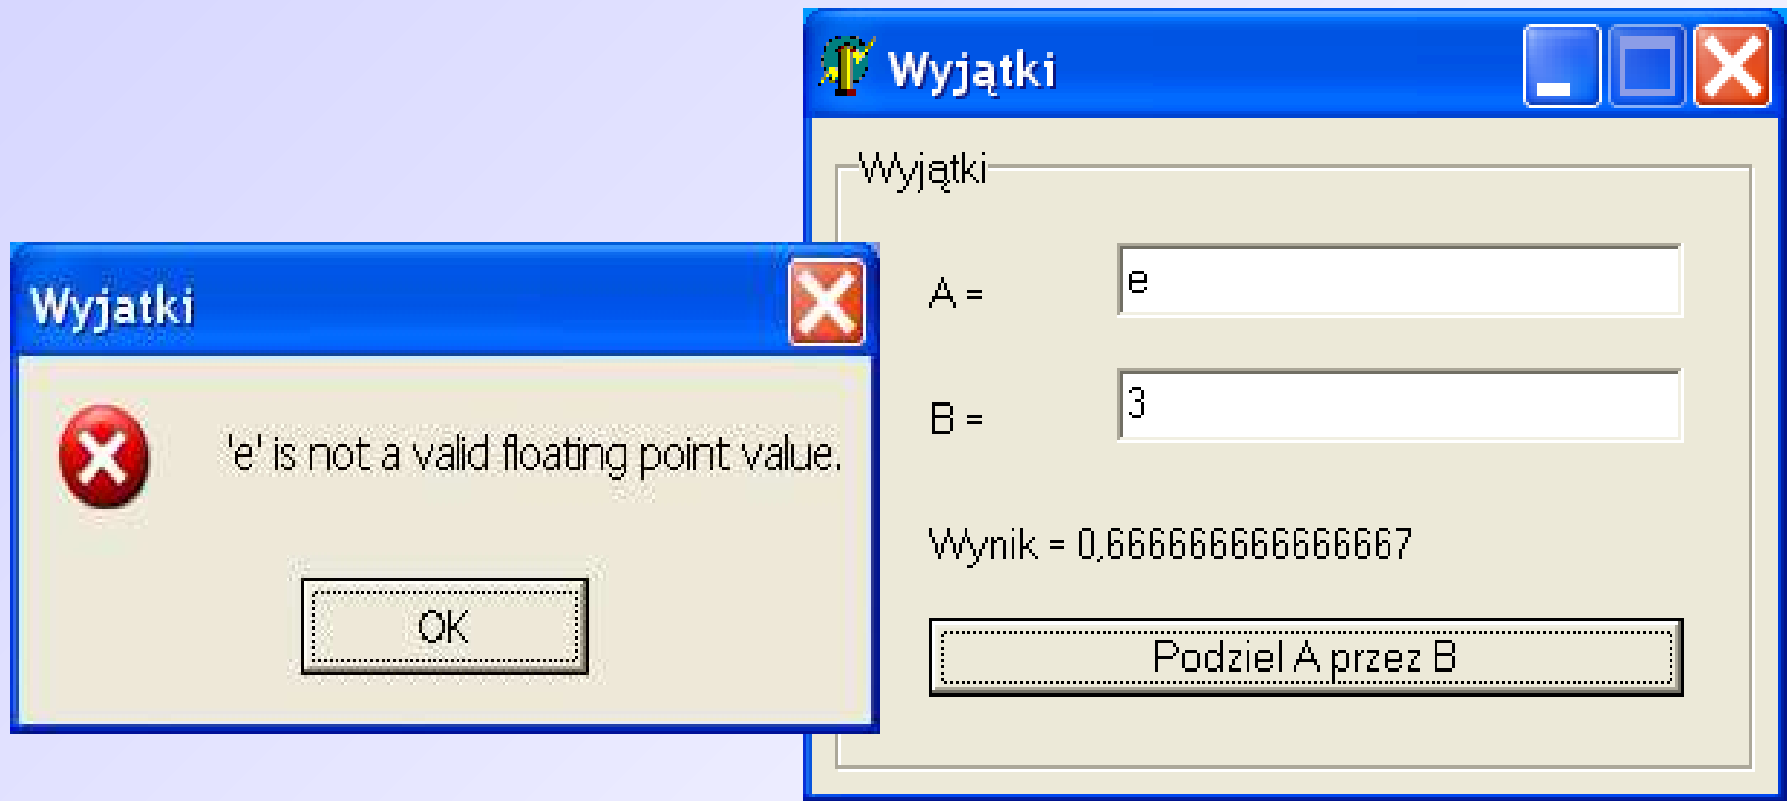 Wyjatki
'e' is not a valid floating point value.
OK
Wyjątki
Wyjątki
A =
e
B =
3
Wynik = 0,666666666666667
Podziel A przez B